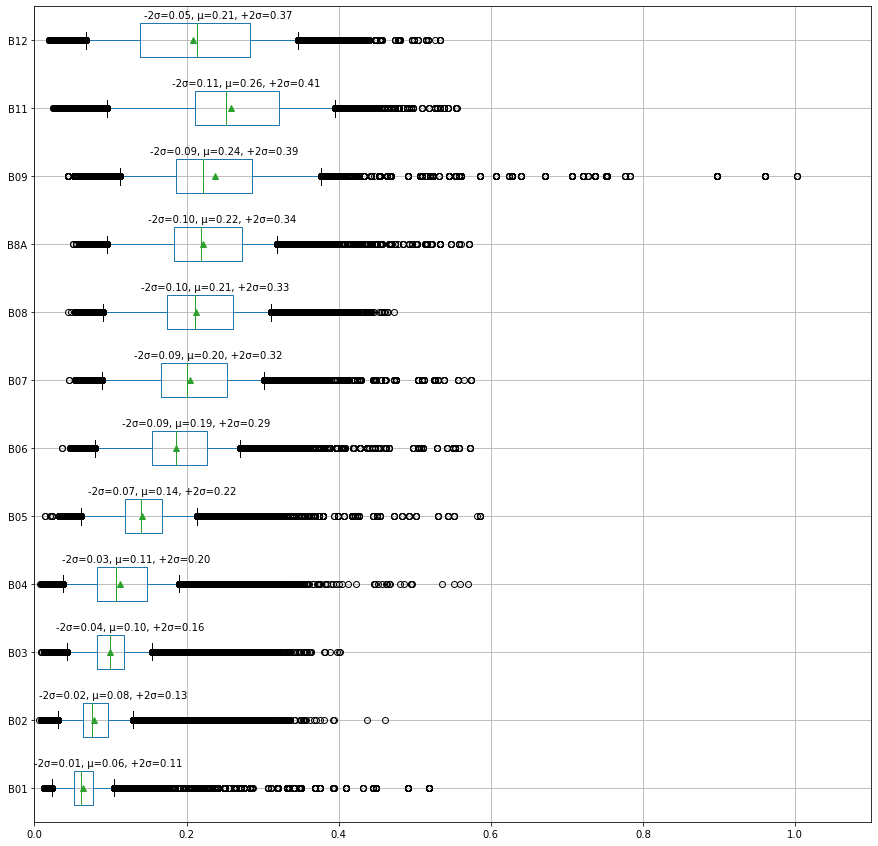 -2σ=0.05, μ=0.21, +2σ=0.37
B12
-2σ=0.11, μ=0.26, +2σ=0.41
B11
-2σ=0.09, μ=0.24, +2σ=0.39
B09
-2σ=0.10, μ=0.22, +2σ=0.34
B8A
-2σ=0.10, μ=0.21, +2σ=0.33
B08
-2σ=0.09, μ=0.20, +2σ=0.32
B07
-2σ=0.09, μ=0.19, +2σ=0.29
B06
-2σ=0.07, μ=0.14, +2σ=0.22
B05
-2σ=0.03, μ=0.11, +2σ=0.20
B04
-2σ=0.04, μ=0.10, +2σ=0.16
B03
-2σ=0.02, μ=0.08, +2σ=0.13
B02
-2σ=0.01, μ=0.06, +2σ=0.11
B01
0.0 0.2 0.4 0.6 0.8 1.0